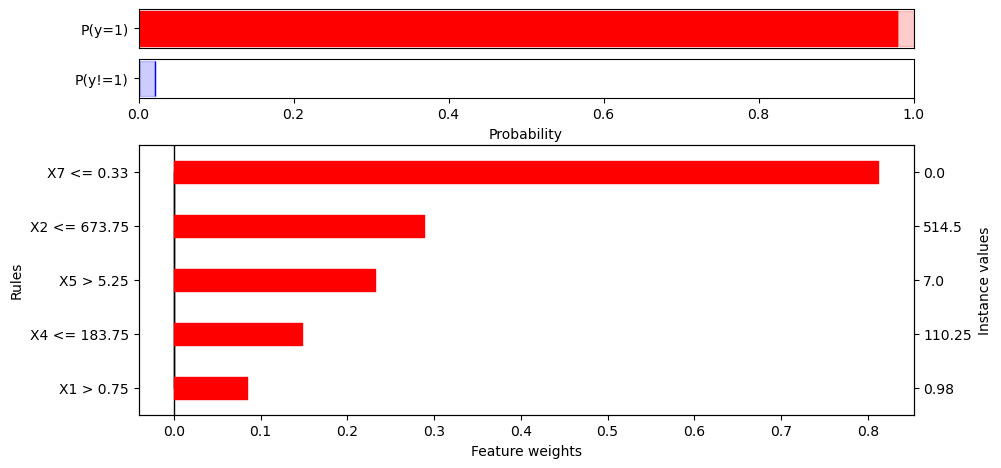 P(y=1)
P(y!=1)
0.0 0.2 0.4 0.6 0.8 1.0
Probability
X7 <= 0.33 0.0
X2 <= 673.75 514.5
X5 > 5.25 7.0
X4 <= 183.75 110.25
X1 > 0.75 0.98
Rules
Instance values
0.0 0.1 0.2 0.3 0.4 0.5 0.6 0.7 0.8
Feature weights